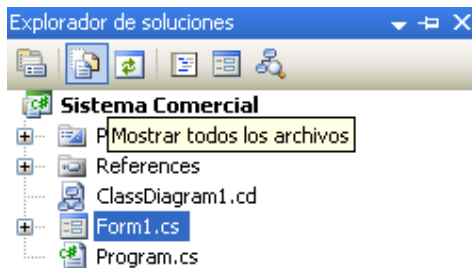 Explorador de soluciones
Sistema Comercial
P
Mostrar todos los archivos
References
ClassDiagram1.cd
Form1.cs
Program.cs